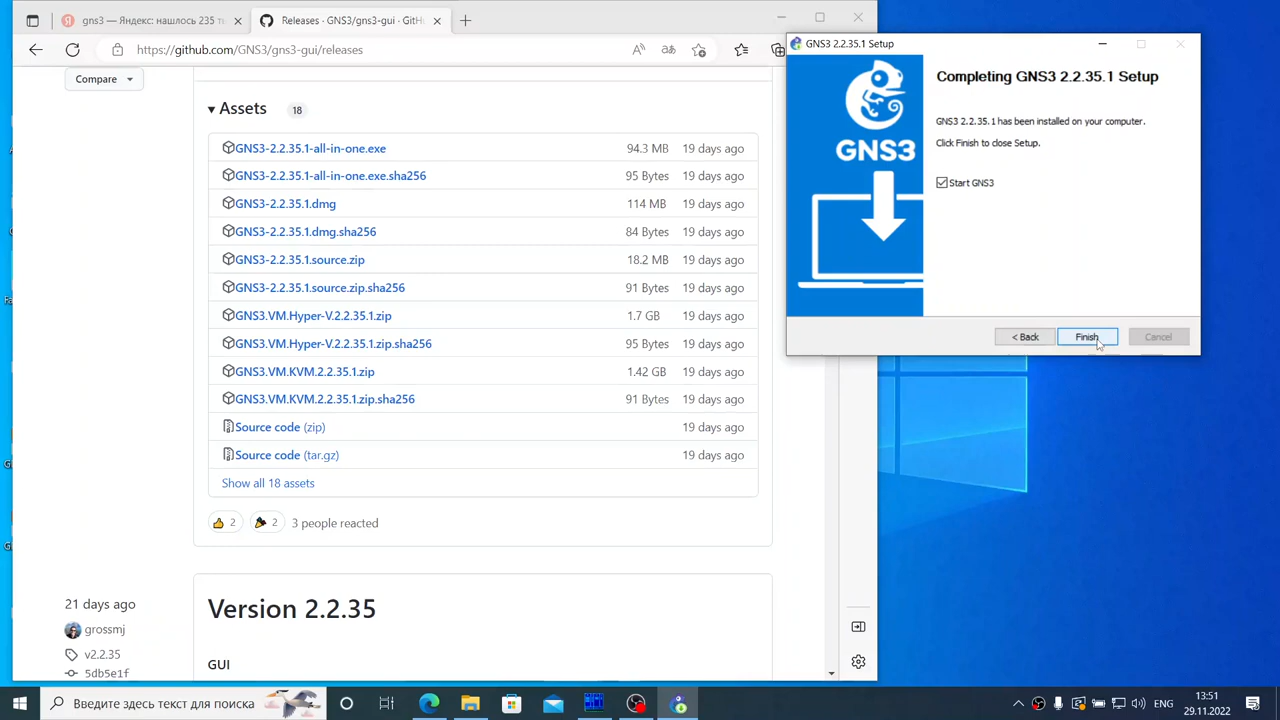 gns3 — Яндекс: нашлось 235 т
Releases · GNS3/gns3-gui · GitHu
https://github.com/GNS3/gns3-gui/releases
Compare
Assets 18
GNS3-2.2.35.1-all-in-one.exe 94.3 MB 19 days ago
GNS3-2.2.35.1-all-in-one.exe.sha256 95 Bytes 19 days ago
GNS3-2.2.35.1.dmg 114 MB 19 days ago
GNS3-2.2.35.1.dmg.sha256 84 Bytes 19 days ago
GNS3-2.2.35.1.source.zip 18.2 MB 19 days ago
GNS3-2.2.35.1.source.zip.sha256 91 Bytes 19 days ago
GNS3.VM.Hyper-V.2.2.35.1.zip 1.7 GB 19 days ago
GNS3.VM.Hyper-V.2.2.35.1.zip.sha256 95 Bytes 19 days ago
GNS3.VM.KVM.2.2.35.1.zip 1.42 GB 19 days ago
GNS3.VM.KVM.2.2.35.1.zip.sha256 91 Bytes 19 days ago
Source code (zip) 19 days ago
Source code (tar.gz) 19 days ago
Show all 18 assets
2 2 3 people reacted
21 days ago
grossmj
v2.2.35
5db5e1f
Version 2.2.35
GUI
GNS3 2.2.35.1 Setup
GNS3
Completing GNS3 2.2.35.1 Setup
GNS3 2.2.35.1 has been installed on your computer.
Click Finish to close Setup.
Start GNS3
< Back Finish Cancel
Введите здесь текст для поиска
ENG
13:51
29.11.2022